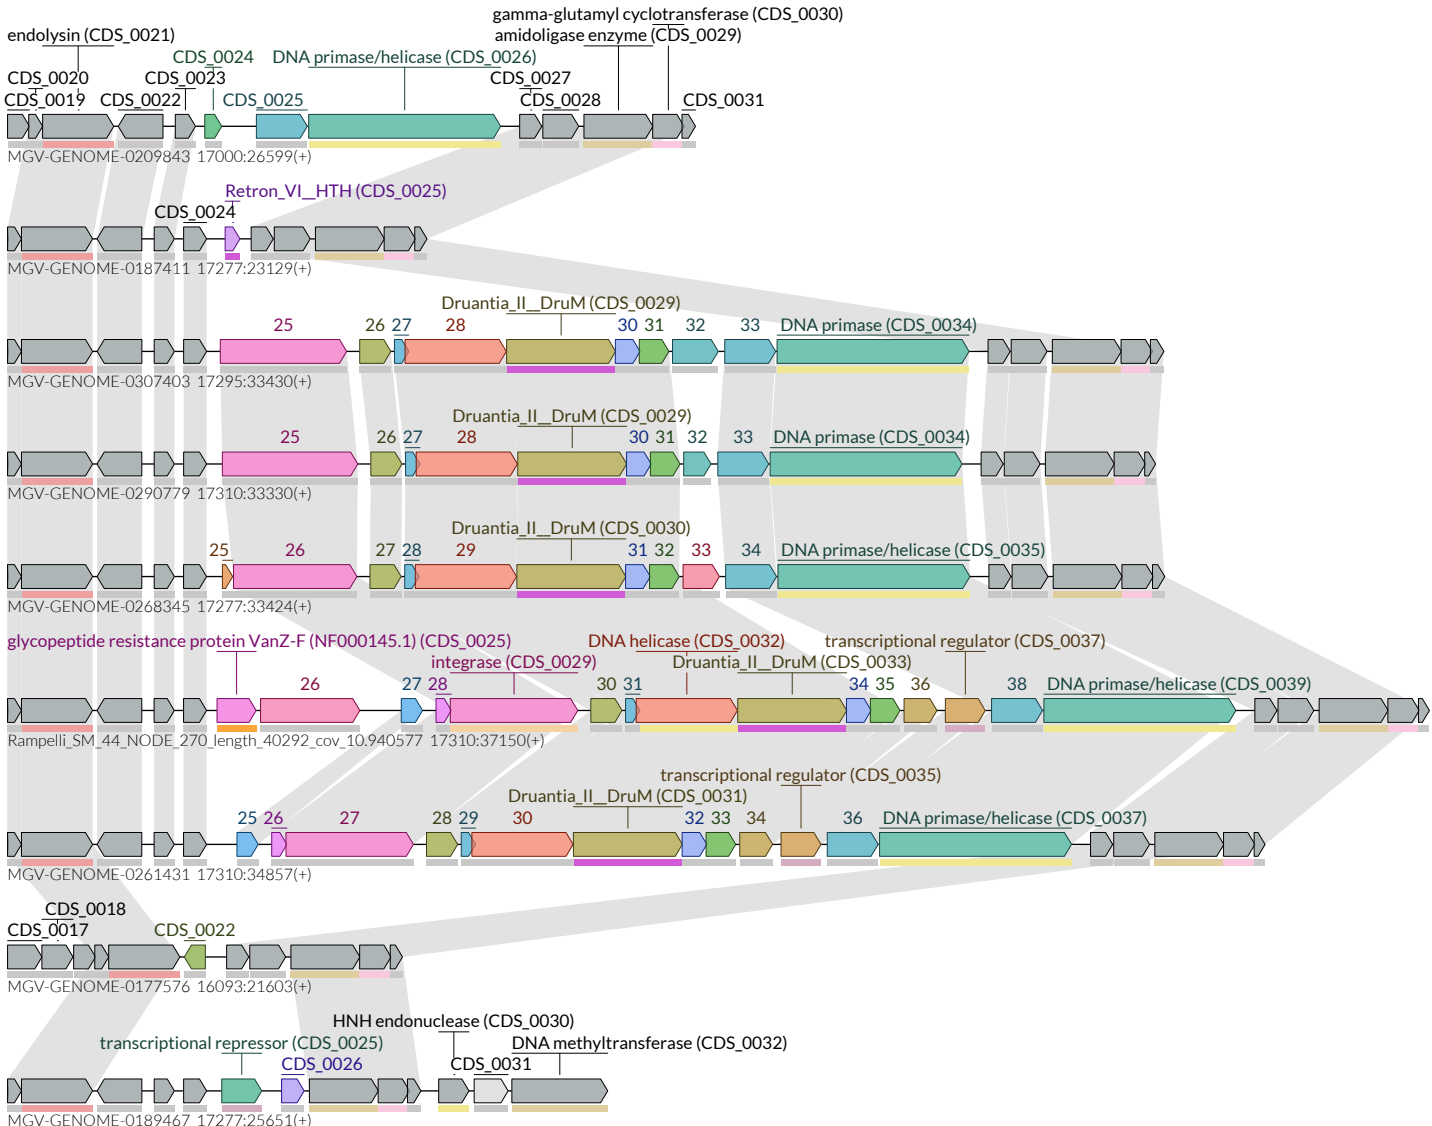 gamma-glutamyl cyclotransferase (CDS_0030)
endolysin (CDS_0021) amidoligase enzyme (CDS_0029)
CDS_0024 DNA primase/helicase (CDS_0026)
CDS_0020 CDS_0023 CDS_0027
CDS_0019 CDS_0022 CDS_0025 CDS_0028 CDS_0031
MGV-GENOME-0209843 17000:26599(+)
Retron_VI__HTH (CDS_0025)
CDS_0024
MGV-GENOME-0187411 17277:23129(+)
Druantia_II__DruM (CDS_0029)
25 26 27 28 30 31 32 33 DNA primase (CDS_0034)
MGV-GENOME-0307403 17295:33430(+)
Druantia_II__DruM (CDS_0029)
25 26 27 28 30 31 32 33 DNA primase (CDS_0034)
MGV-GENOME-0290779 17310:33330(+)
Druantia_II__DruM (CDS_0030)
25 26 27 28 29 31 32 33 34 DNA primase/helicase (CDS_0035)
MGV-GENOME-0268345 17277:33424(+)
glycopeptide resistance protein VanZ-F (NF000145.1) (CDS_0025) DNA helicase (CDS_0032) transcriptional regulator (CDS_0037)
integrase (CDS_0029) Druantia_II__DruM (CDS_0033)
26 27 28 30 31 34 35 36 38 DNA primase/helicase (CDS_0039)
Rampelli_SM_44_NODE_270_length_40292_cov_10.940577 17310:37150(+)
transcriptional regulator (CDS_0035)
Druantia_II__DruM (CDS_0031)
25 26 27 28 29 30 32 33 34 36 DNA primase/helicase (CDS_0037)
MGV-GENOME-0261431 17310:34857(+)
CDS_0018
CDS_0017 CDS_0022
MGV-GENOME-0177576 16093:21603(+)
HNH endonuclease (CDS_0030)
transcriptional repressor (CDS_0025) DNA methyltransferase (CDS_0032)
CDS_0026 CDS_0031
MGV-GENOME-0189467 17277:25651(+)